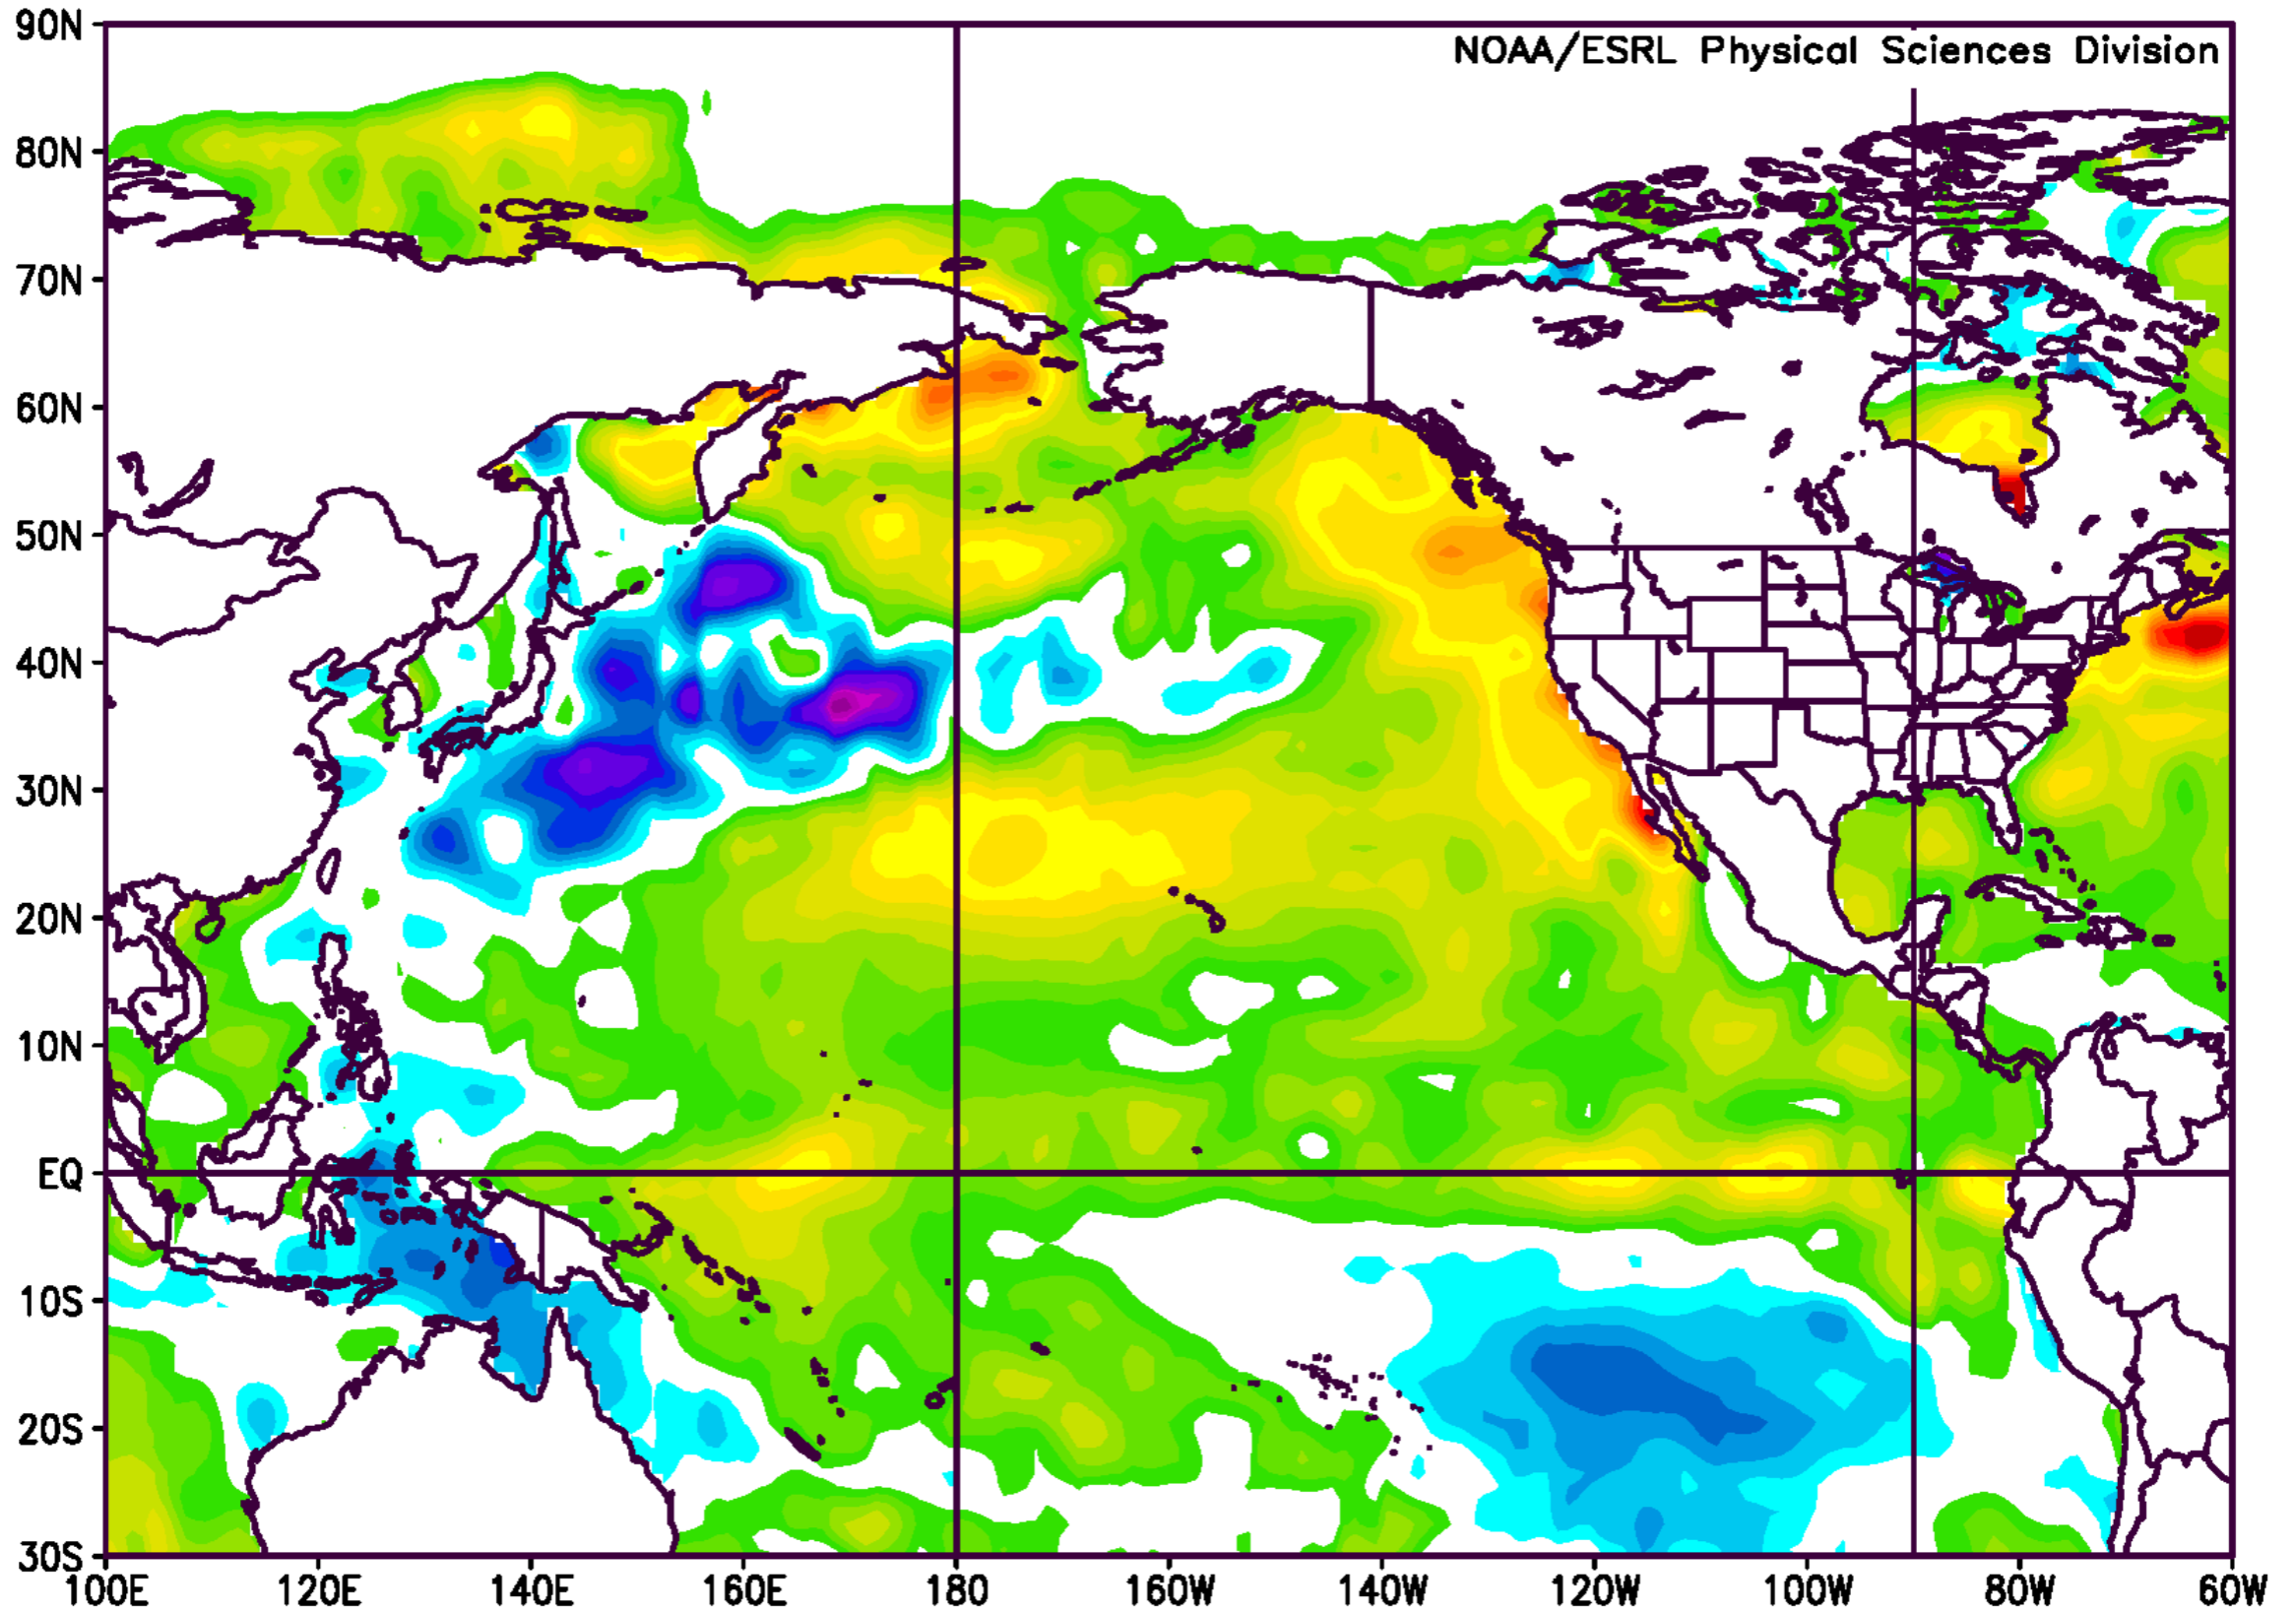 NOAA/ESRL Physical Sciences Division
90N
80N
70N
60N
50N
40N
30N
20N
10N
EQ
10S
20S
30S
100E 120E 140E 160E 180 160W 140W 120W 100W 80W 60W